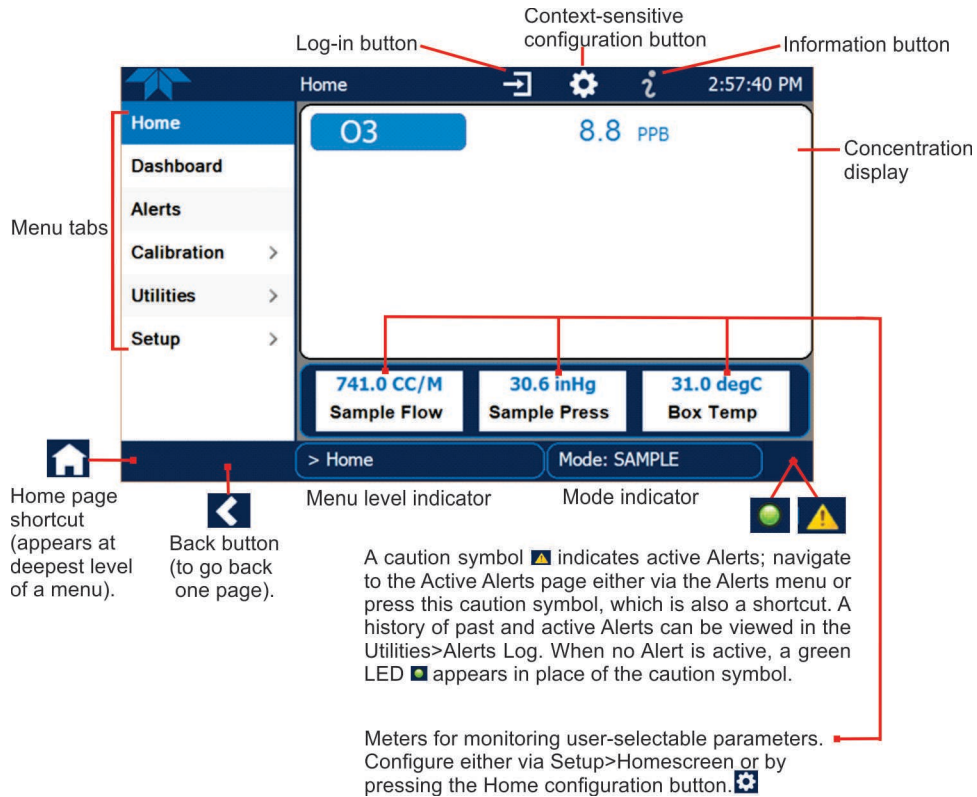 Context-sensitive
configuration button
Log-in button
Information button
Home
2:57:40 PM
Home
Dashboard
Alerts
Calibration >
Utilities >
Setup >
Menu tabs
O3 8.8 PPB
Concentration
display
741.0 CC/M
Sample Flow
30.6 inHg
Sample Press
31.0 degC
Box Temp
> Home
Mode: SAMPLE
Menu level indicator
Mode indicator
Home page
shortcut
(appears at
deepest level
of a menu).
Back button
(to go back
one page).
A caution symbol indicates active Alerts; navigate
to the Active Alerts page either via the Alerts menu or
press this caution symbol, which is also a shortcut. A
history of past and active Alerts can be viewed in the
Utilities>Alerts Log. When no Alert is active, a green
LED appears in place of the caution symbol.
Meters for monitoring user-selectable parameters.
Configure either via Setup>Homescreen or by
pressing the Home configuration button.